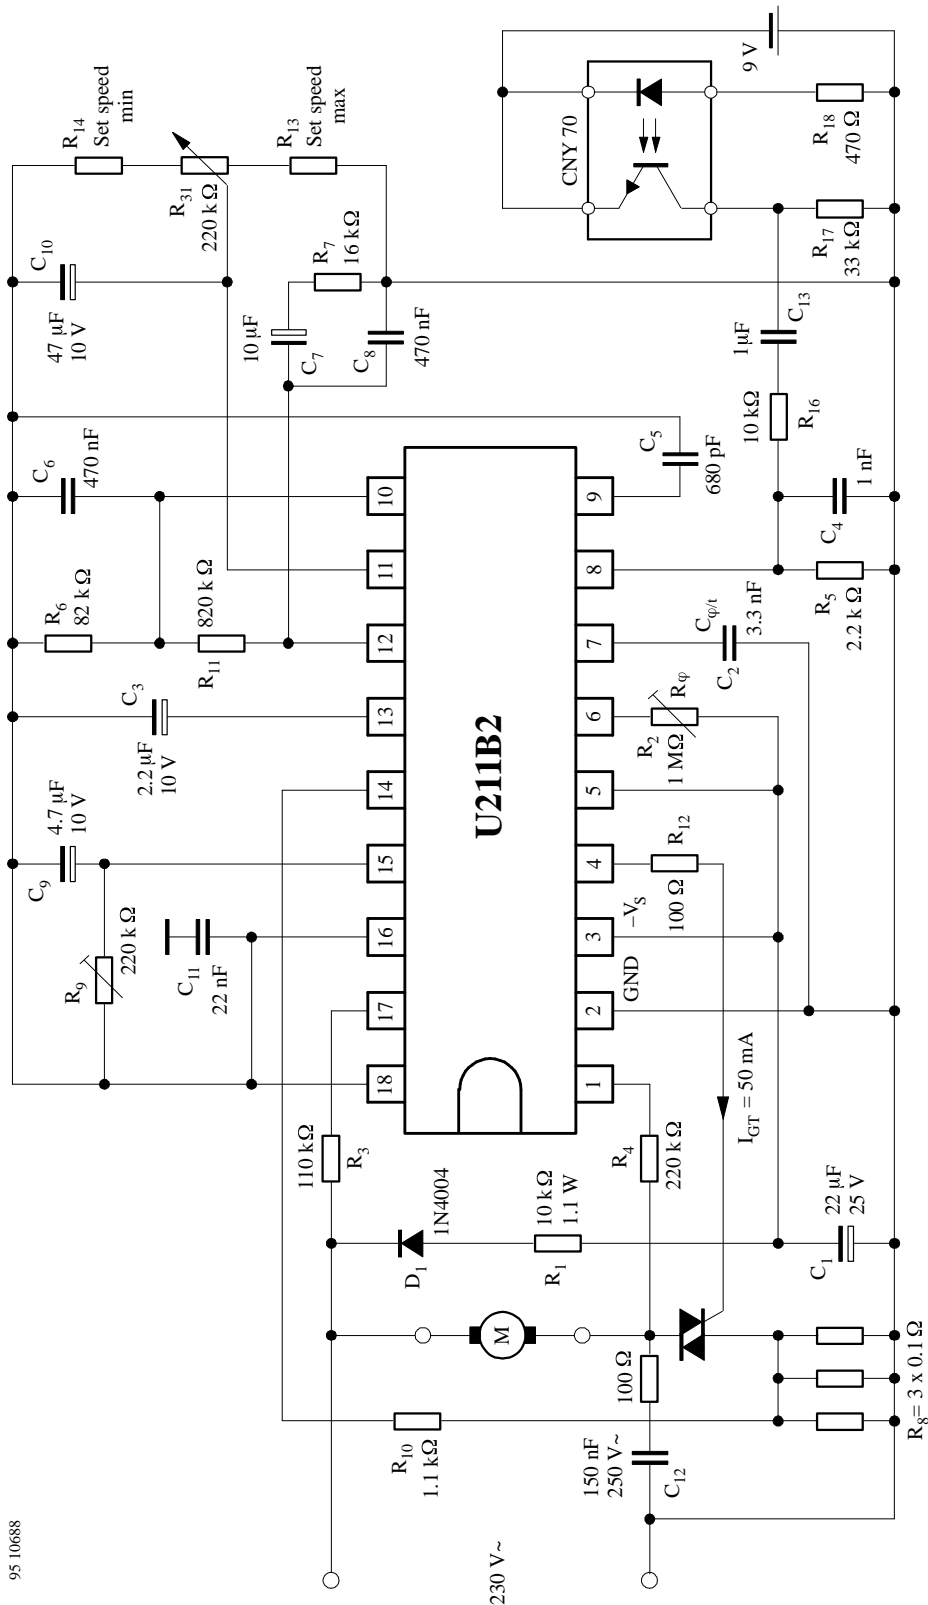 95 10688
230 V~
R10
1.1 kΩ
150 nF
250 V~
C12
100 Ω
R8= 3 x 0.1 Ω
M
D1
1N4004
R1
10 kΩ
1.1 W
C1
22 µF
25 V
110 kΩ
R3
R4
220 kΩ
IGT = 50 mA
R9
220 kΩ
C11
22 nF
C9
4.7 µF
10 V
C3
2.2 µF
10 V
R6
82 kΩ
R11
820 kΩ
C6
470 nF
47 µF
10 V
C10
R14
Set speed
min
R31
220 kΩ
R13
Set speed
max
R7
16 kΩ
10 µF
C7
C8
470 nF
18
17
16
15
14
13
12
11
10
U211B2
1
2
3
4
5
6
7
8
9
GND
–VS
100 Ω
R12
R2
1 MΩ
Rφ
C2
Cφ/t
3.3 nF
R5
2.2 kΩ
C4
1 nF
C5
680 pF
10 kΩ
R16
1µF
C13
CNY 70
R17
33 kΩ
R18
470 Ω
9 V